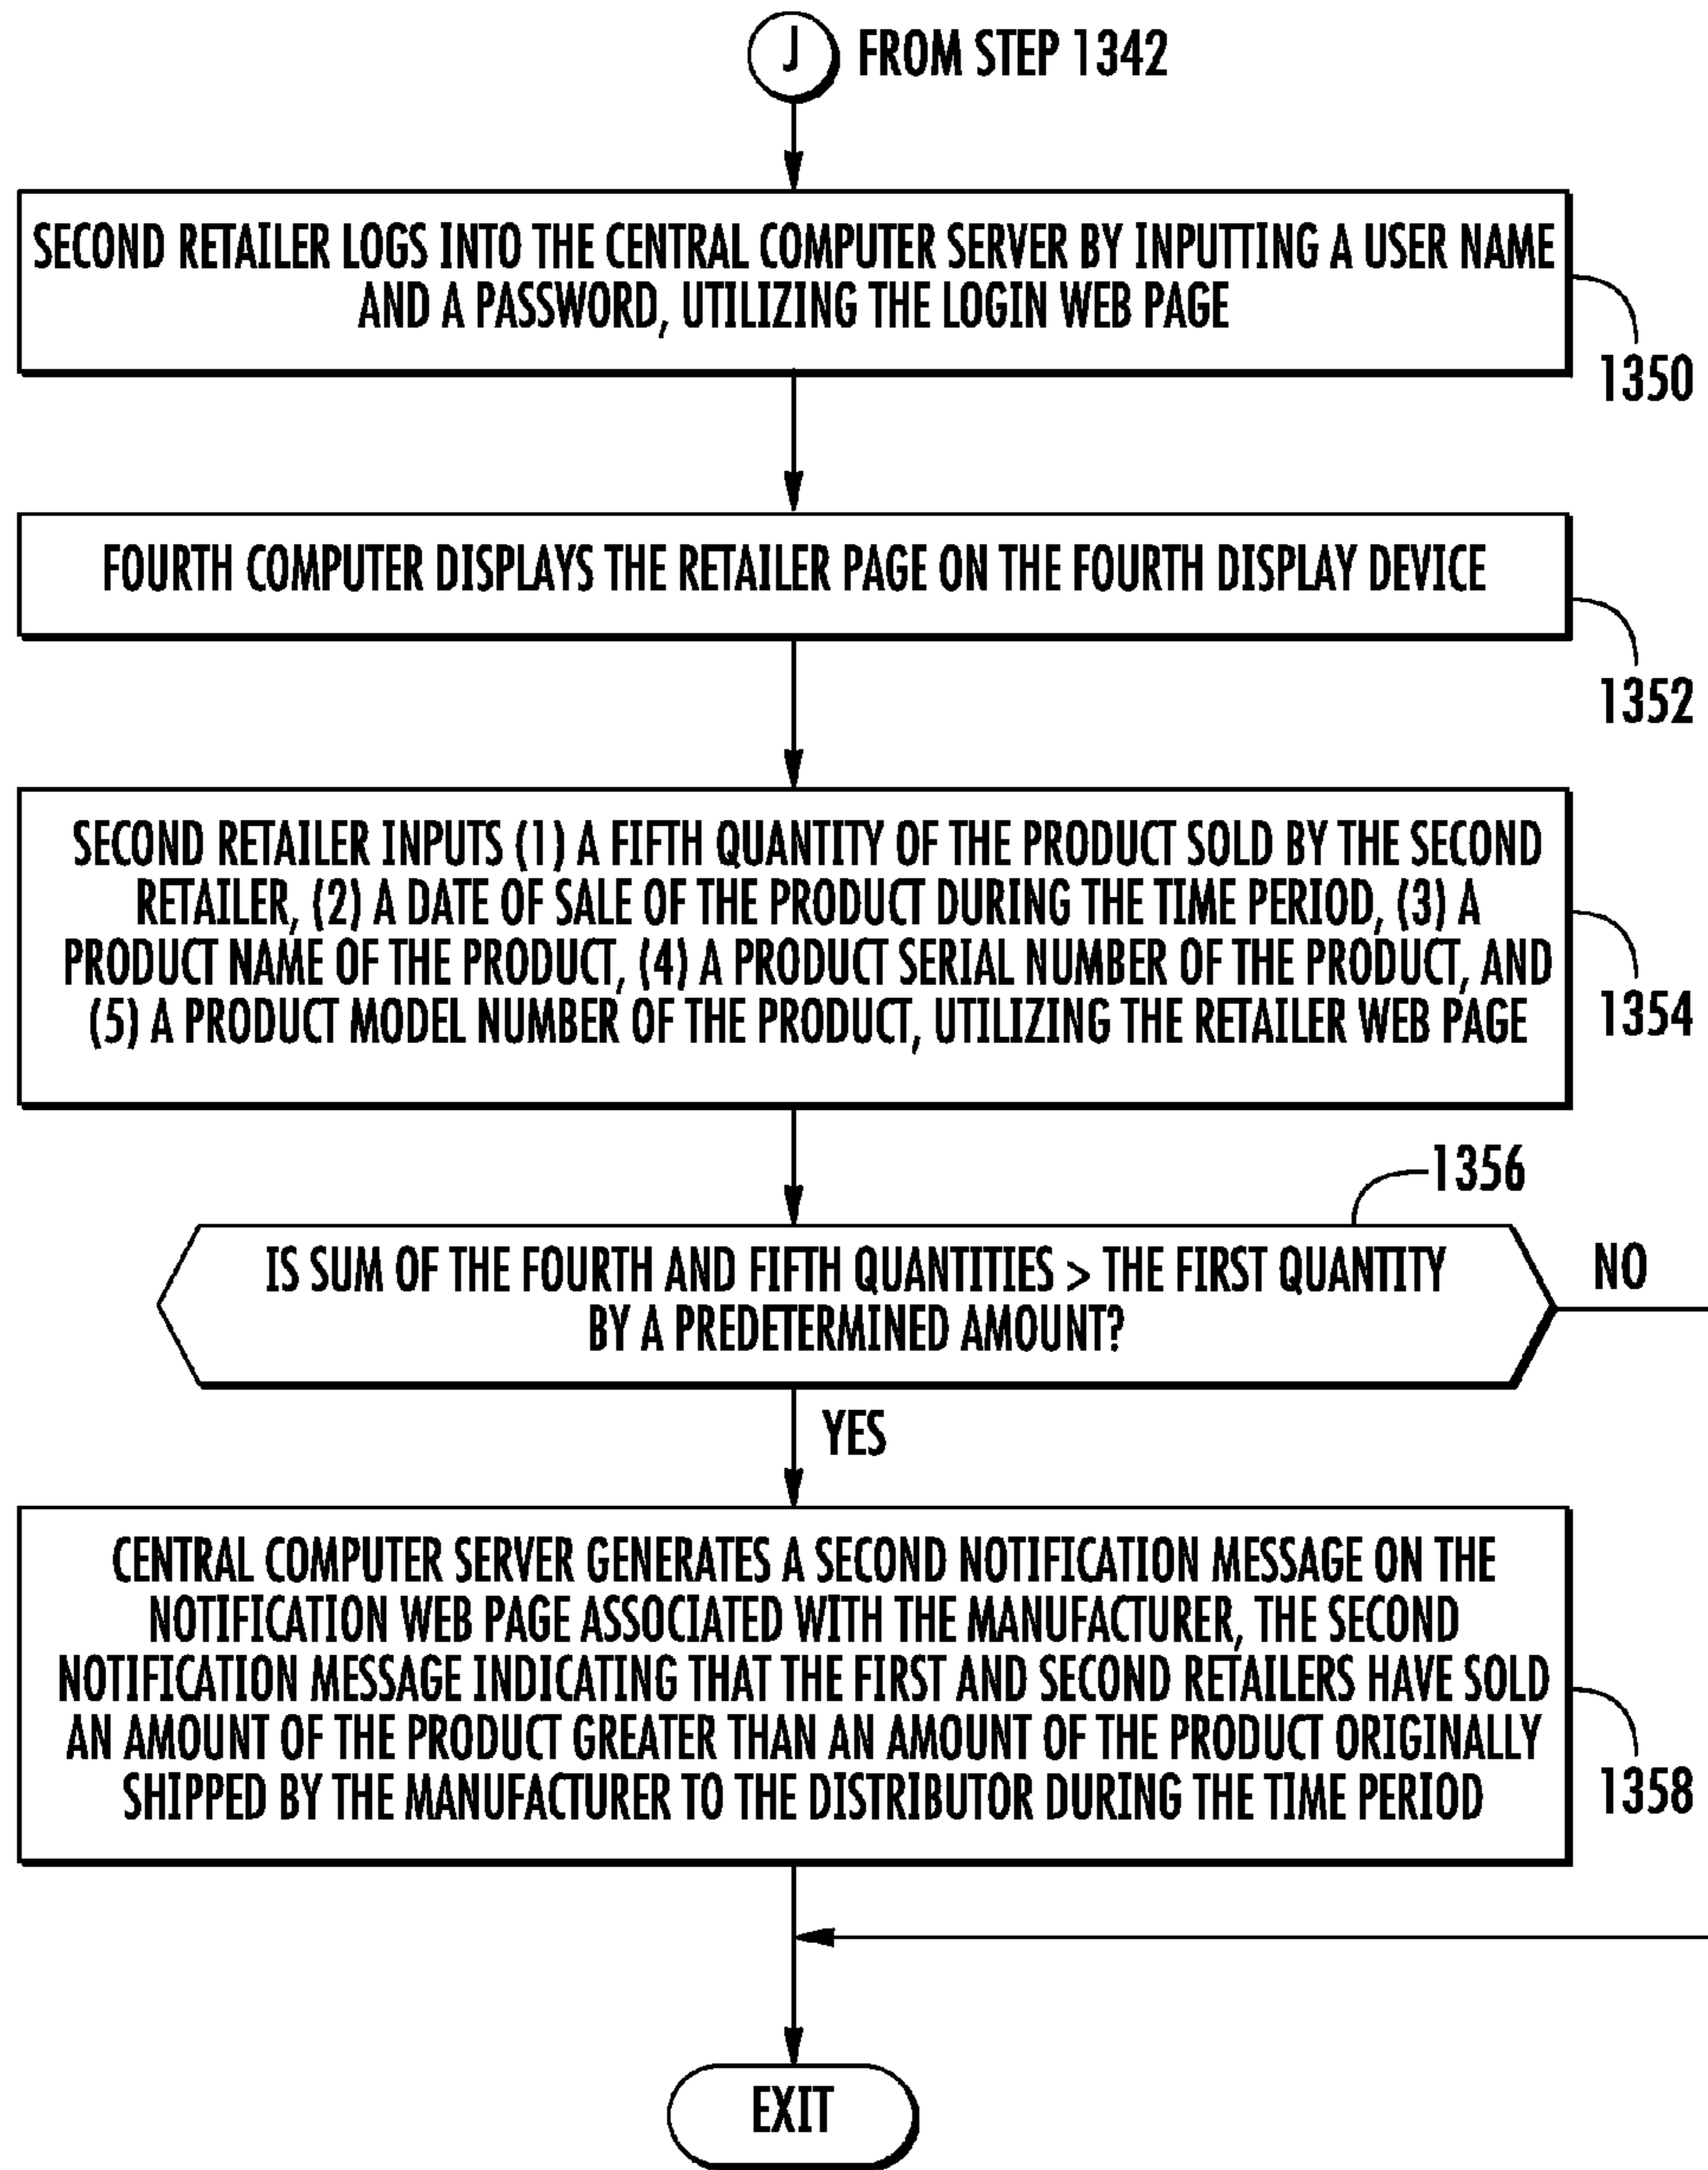 J FROM STEP 1342
SECOND RETAILER LOGS INTO THE CENTRAL COMPUTER SERVER BY INPUTTING A USER NAME
AND A PASSWORD, UTILIZING THE LOGIN WEB PAGE
1350
FOURTH COMPUTER DISPLAYS THE RETAILER PAGE ON THE FOURTH DISPLAY DEVICE
1352
SECOND RETAILER INPUTS (1) A FIFTH QUANTITY OF THE PRODUCT SOLD BY THE SECOND
RETAILER, (2) A DATE OF SALE OF THE PRODUCT DURING THE TIME PERIOD, (3) A
PRODUCT NAME OF THE PRODUCT, (4) A PRODUCT SERIAL NUMBER OF THE PRODUCT, AND
(5) A PRODUCT MODEL NUMBER OF THE PRODUCT, UTILIZING THE RETAILER WEB PAGE
1354
1356
IS SUM OF THE FOURTH AND FIFTH QUANTITIES > THE FIRST QUANTITY
BY A PREDETERMINED AMOUNT?
NO
YES
CENTRAL COMPUTER SERVER GENERATES A SECOND NOTIFICATION MESSAGE ON THE
NOTIFICATION WEB PAGE ASSOCIATED WITH THE MANUFACTURER, THE SECOND
NOTIFICATION MESSAGE INDICATING THAT THE FIRST AND SECOND RETAILERS HAVE SOLD
AN AMOUNT OF THE PRODUCT GREATER THAN AN AMOUNT OF THE PRODUCT ORIGINALLY
SHIPPED BY THE MANUFACTURER TO THE DISTRIBUTOR DURING THE TIME PERIOD
1358
EXIT